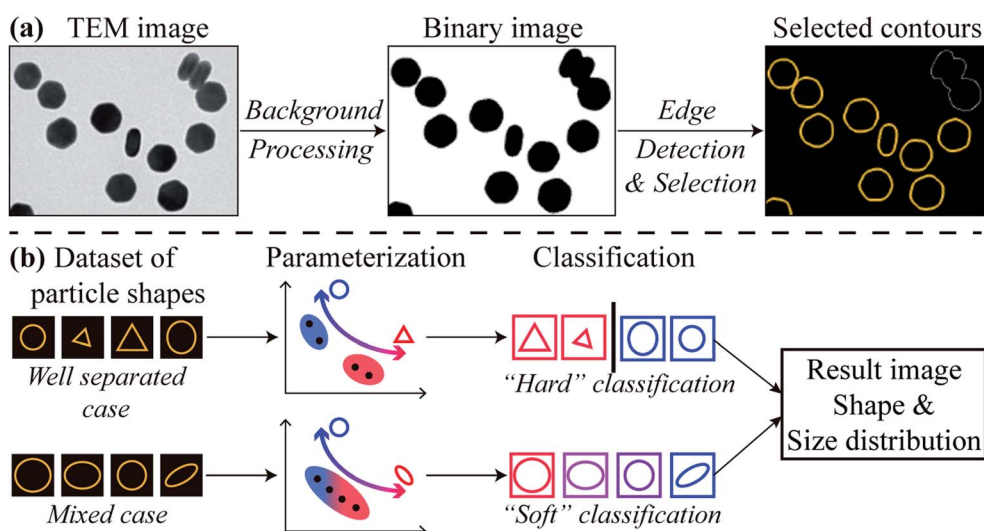 (a) TEM image
Binary image
Selected contours
Background
Processing
Edge
Detection
& Selection
(b) Dataset of
particle shapes
Parameterization
Classification
Well separated
case
“Hard” classification
Result image
Shape &
Size distribution
Mixed case
“Soft” classification